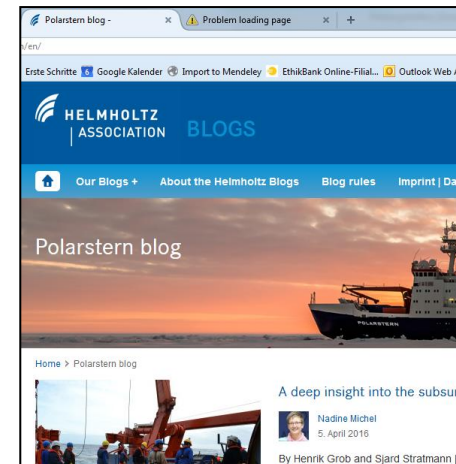 Polarstern blog -
Problem loading page
/en/
Erste Schritte Google Kalender Import to Mendeley EthikBank Online-Filial... Outlook Web
HELMHOLTZ
ASSOCIATION BLOGS
Our Blogs + About the Helmholtz Blogs Blog rules Imprint | Da
Polarstern blog
POLARSTERN
Home > Polarstern blog
A deep insight into the subsu
Nadine Michel
5. April 2016
By Henrik Grob and Sjard Stratmann |